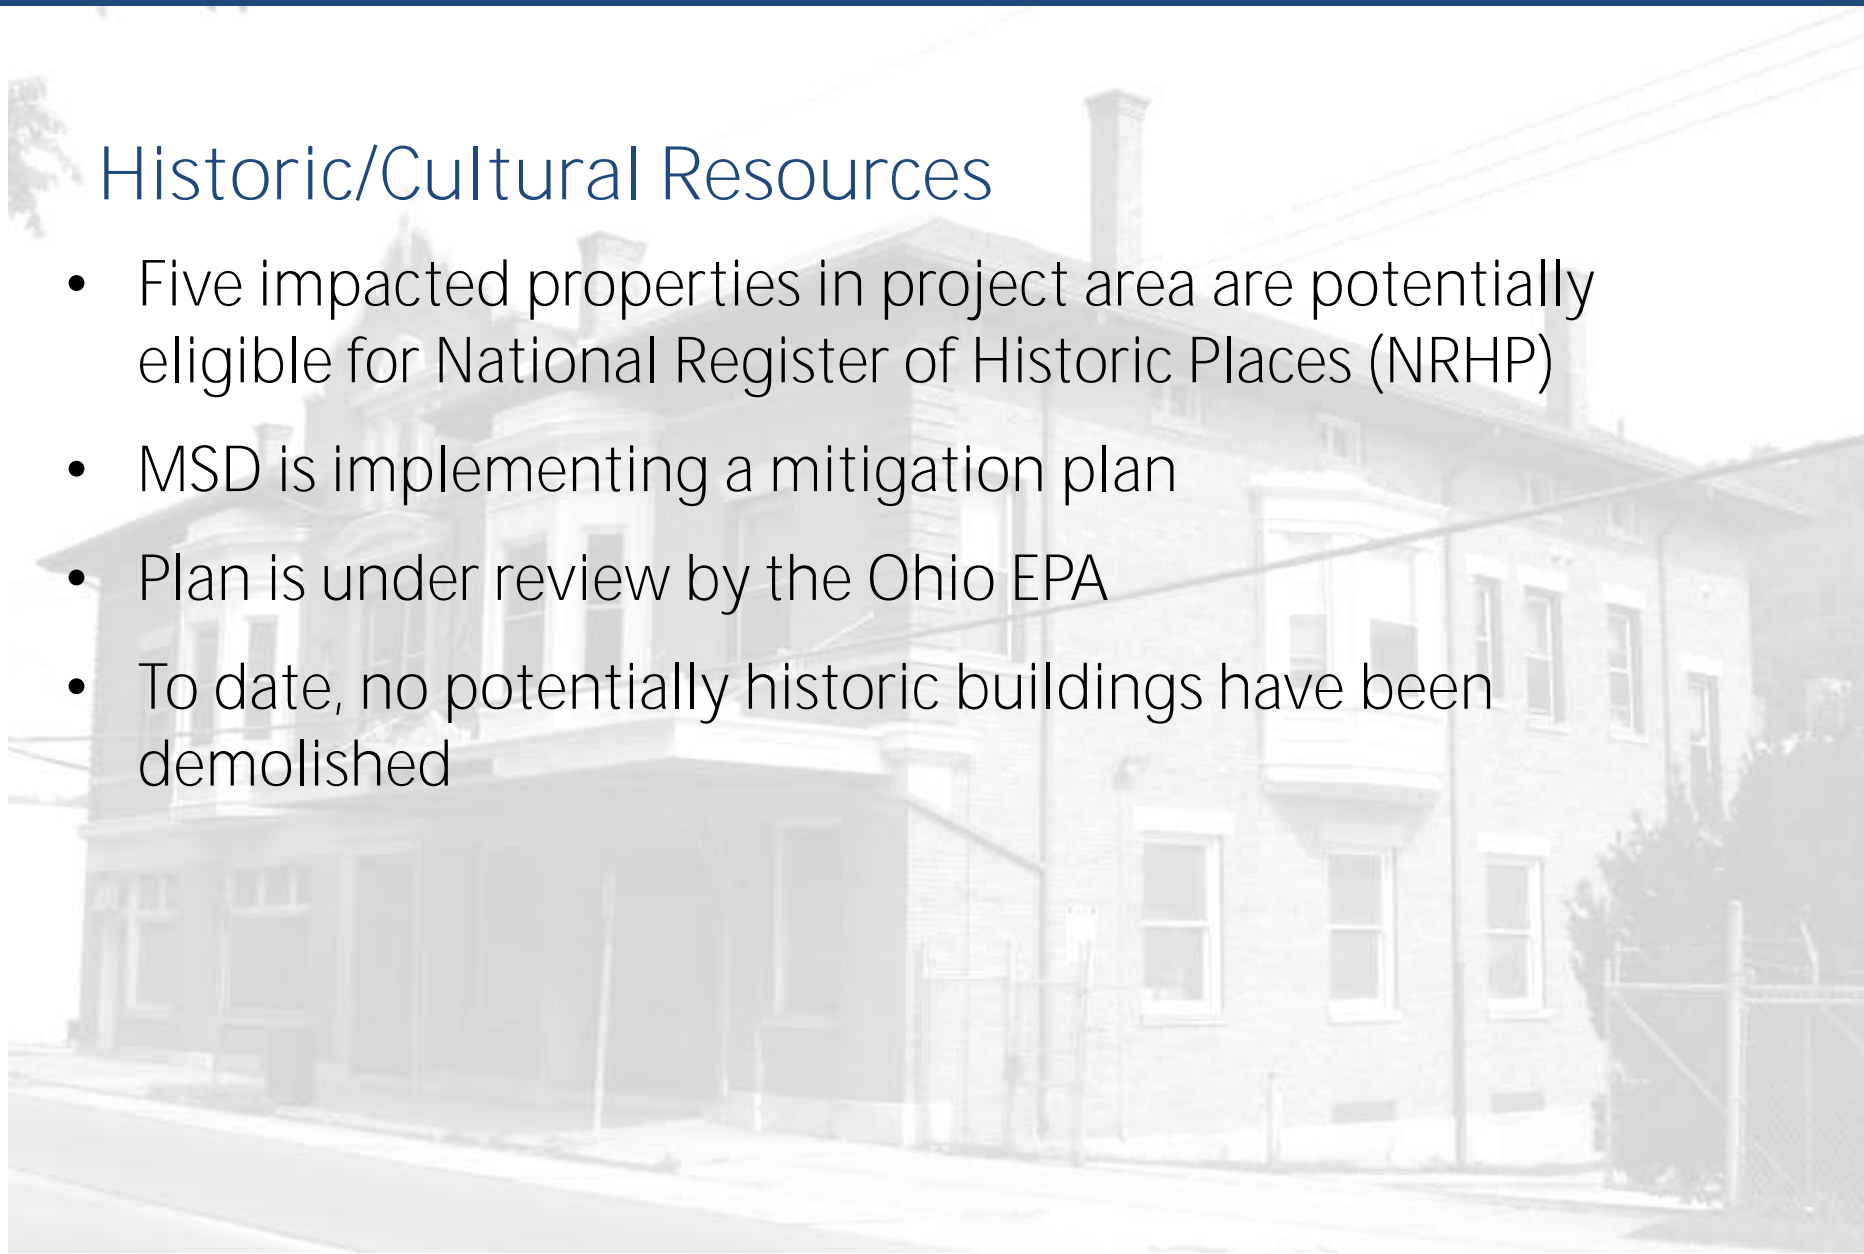 Historic/Cultural Resources
• Five impacted properties in project area are potentially
eligible for National Register of Historic Places (NRHP)
• MSD is implementing a mitigation plan
• Plan is under review by the Ohio EPA
• To date, no potentially historic buildings have been
demolished